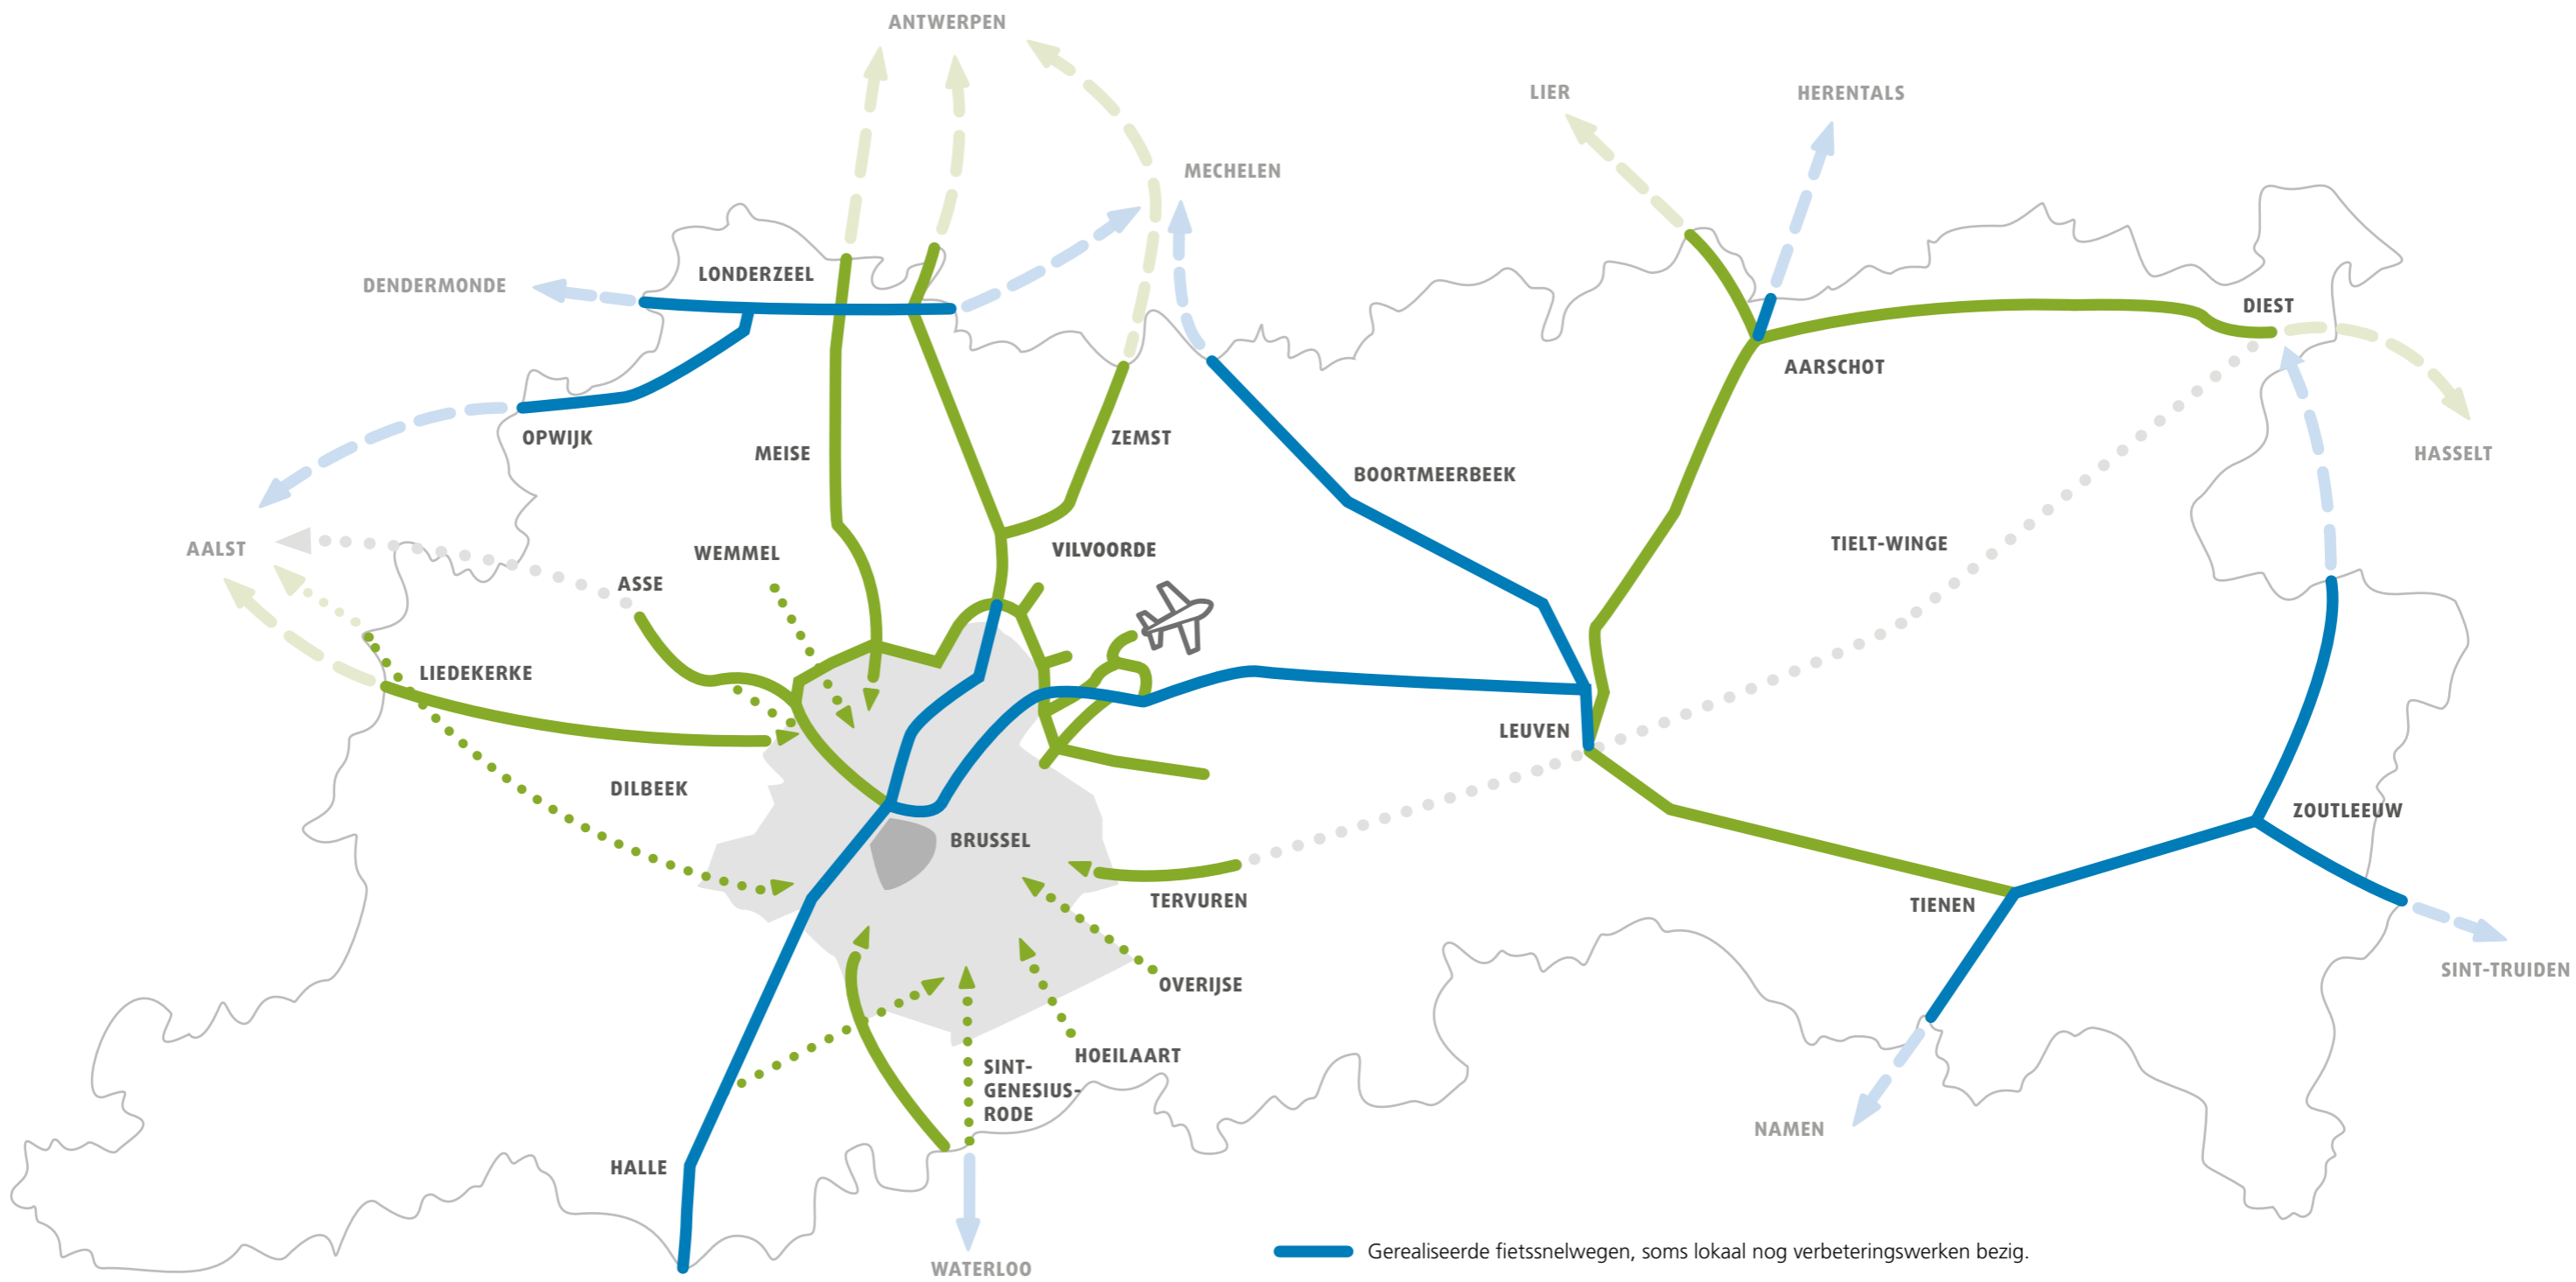 ANTWERPEN
LIER
HERENTALS
MECHELEN
LONDERZEEL
DENDERMONDE
DIEST
AARSCHOT
OPWIJK
ZEMST
MEISE
HASSELT
BOORTMEERBEEK
TIELT-WINGE
AALST
WEMMEL
VILVOORDE
ASSE
LIEDEKERKE
LEUVEN
DILBEEK
ZOUTLEEUW
BRUSSEL
TERVUREN
TIENEN
SINT-TRUIDEN
OVERIJSE
HOEILAART
SINT-
GENESIUS-
RODE
NAMEN
HALLE
WATERLOO
Gerealiseerde fietssnelwegen, soms lokaal nog verbeteringswerken bezig.